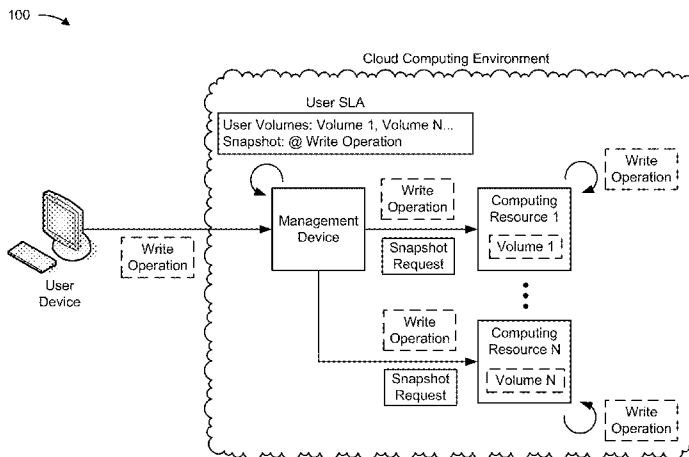 100
Cloud Computing Environment
User SLA
User Volumes: Volume 1, Volume N...
Snapshot: @ Write Operation
Write
Operation
User
Device
Management
Device
Write
Operation
Snapshot
Request
Computing
Resource 1
Volume 1
Write
Operation
Write
Operation
Snapshot
Request
Computing
Resource N
Volume N
Write
Operation